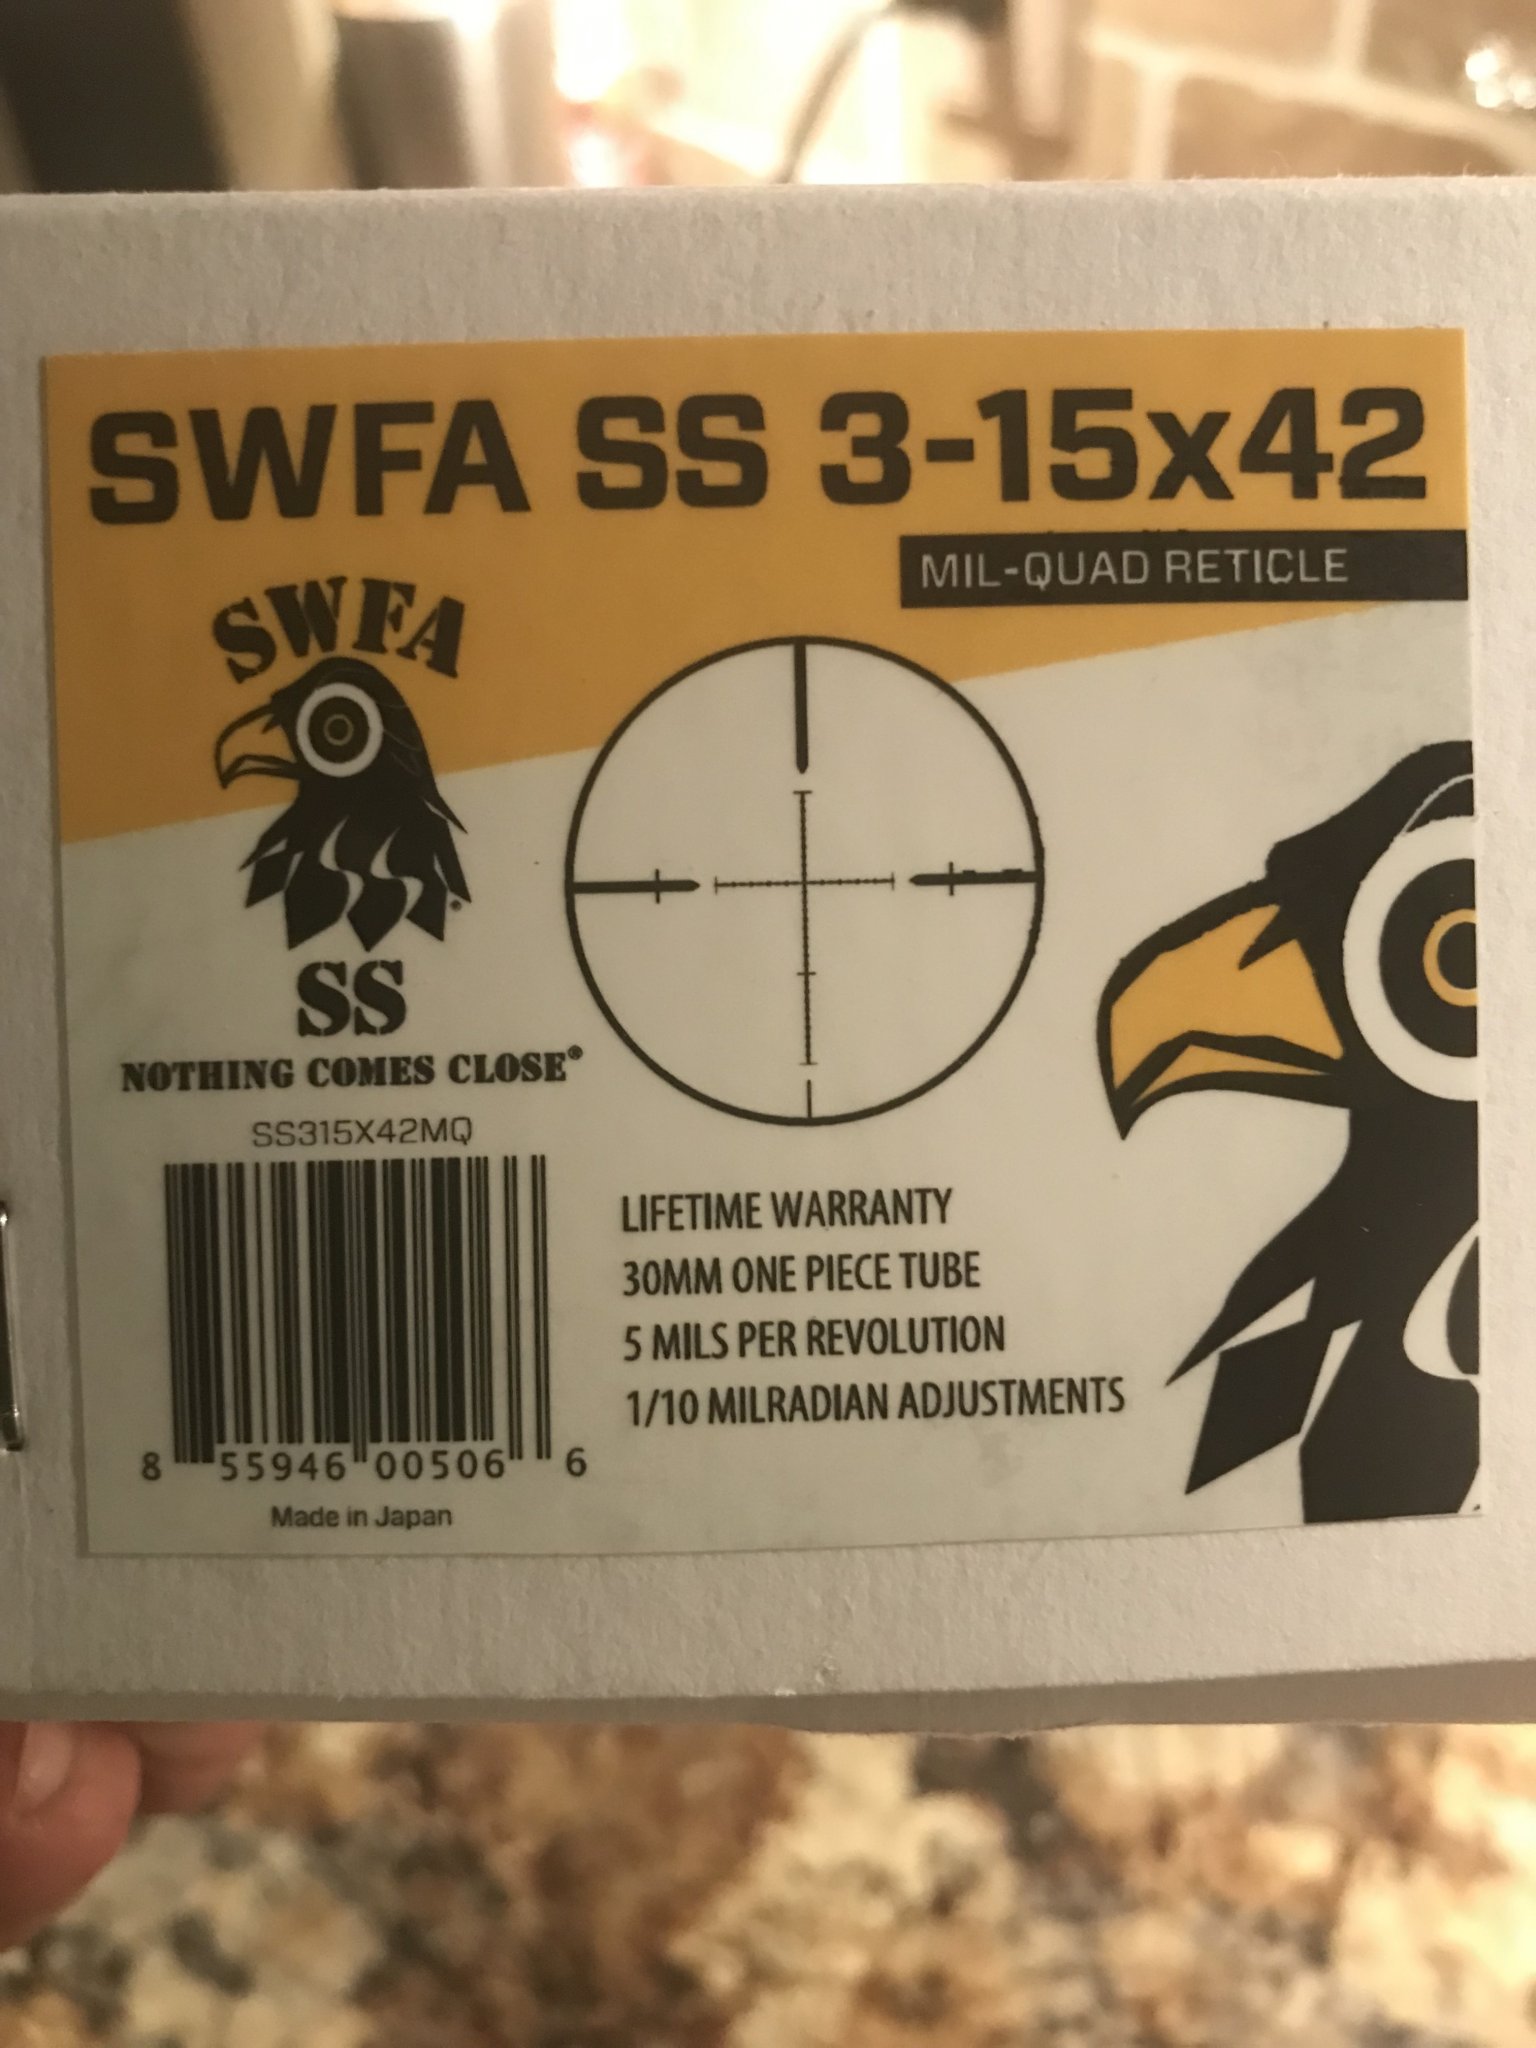 SWFA SS 3-15x42
MIL-QUAD RETICLE
SWFA
SS
NOTHING COMES CLOSE®
SS315X42MQ
8 55946 00506 6
Made in Japan
LIFETIME WARRANTY
30MM ONE PIECE TUBE
5 MILS PER REVOLUTION
1/10 MILRADIAN ADJUSTMENTS